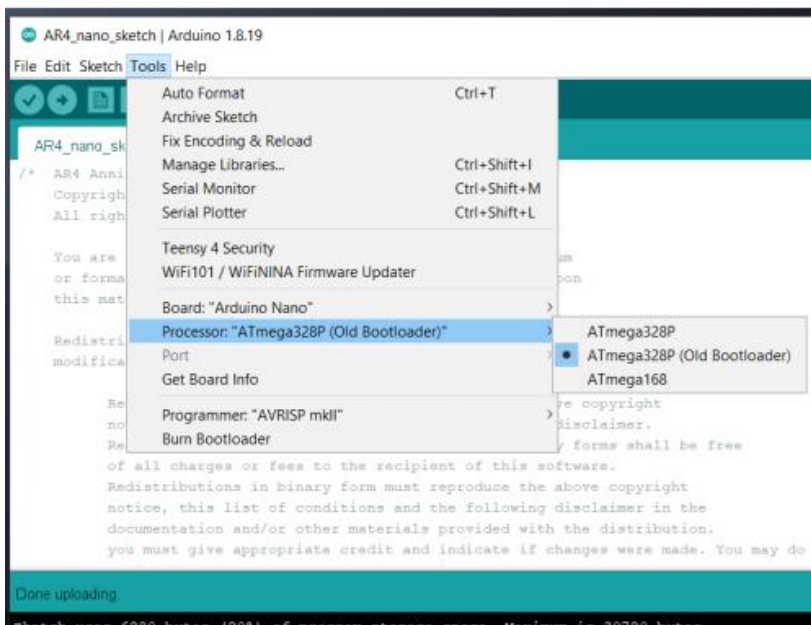 AR4_nano_sketch | Arduino 1.8.19
File Edit Sketch Tools Help
Auto Format Ctrl+T
Archive Sketch
Fix Encoding & Reload
Manage Libraries... Ctrl+Shift+I
Serial Monitor Ctrl+Shift+M
Serial Plotter Ctrl+Shift+L
Teensy 4 Security
WiFi101 / WiFiNINA Firmware Updater
Board: "Arduino Nano"
Processor: "ATmega328P (Old Bootloader)"
Port
Get Board Info
Programmer: "AVRISP mkII"
Burn Bootloader
ATmega328P
ATmega328P (Old Bootloader)
ATmega168
AR4_nano_sk
/* AR4 Anni
Copyrigh
All righ
You are
or forma
this mat
Redistri
modifica
Re copyright
no disclaimer.
Re forms shall be free
of all charges or fees to the recipient of this software.
Redistributions in binary form must reproduce the above copyright
notice, this list of conditions and the following disclaimer in the
documentation and/or other materials provided with the distribution.
you must give appropriate credit and indicate if changes were made. You may do
Done uploading.